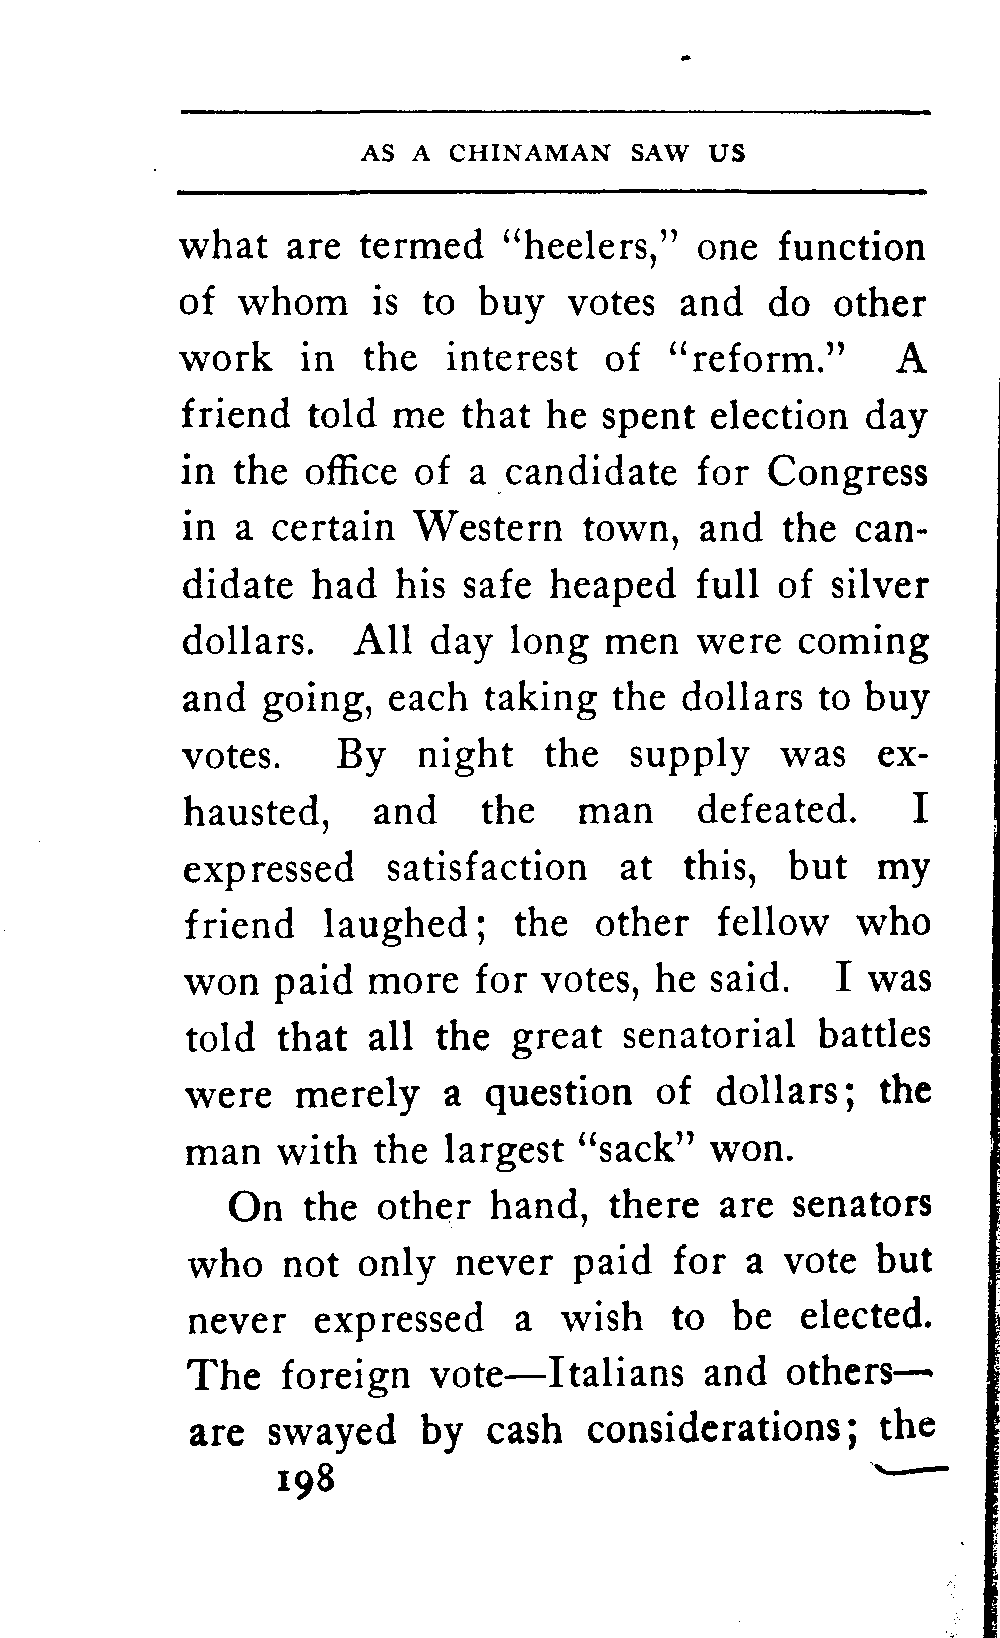 AS A CHINAMAN SAW US
what are termed "heelers," one function
of whom is to buy votes and do other
work in the interest of "reform." A
friend told me that he spent election day
in the office of a candidate for Congress
in a certain Western town, and the can-
didate had his safe heaped full of silver
dollars. All day long men were coming
and going, each taking the dollars to buy
votes. By night the supply was ex-
hausted, and the man defeated. I
expressed satisfaction at this, but my
friend laughed; the other fellow who
won paid more for votes, he said. I was
told that all the great senatorial battles
were merely a question of dollars; the
man with the largest "sack" won.
On the other hand, there are senators
who not only never paid for a vote but
never expressed a wish to be elected.
The foreign vote—Italians and others—
are swayed by cash considerations; the
198